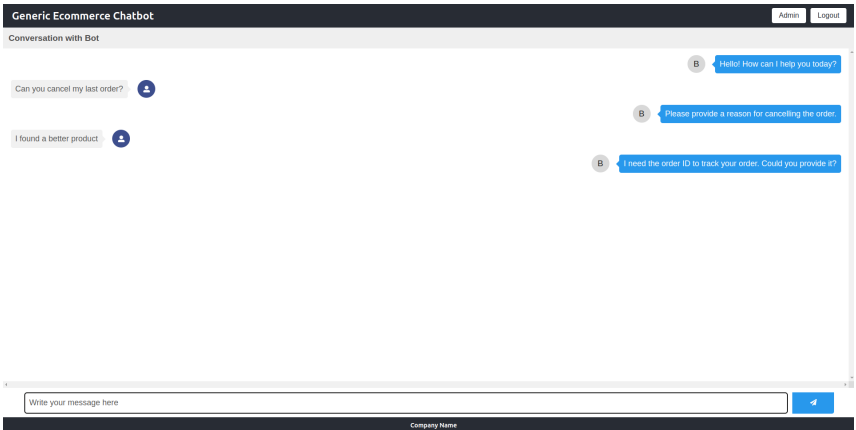 Generic Ecommerce Chatbot
Admin
Logout
Conversation with Bot
B
Hello! How can I help you today?
Can you cancel my last order?
B
Please provide a reason for cancelling the order.
I found a better product
B
I need the order ID to track your order. Could you provide it?
Write your message here
Company Name